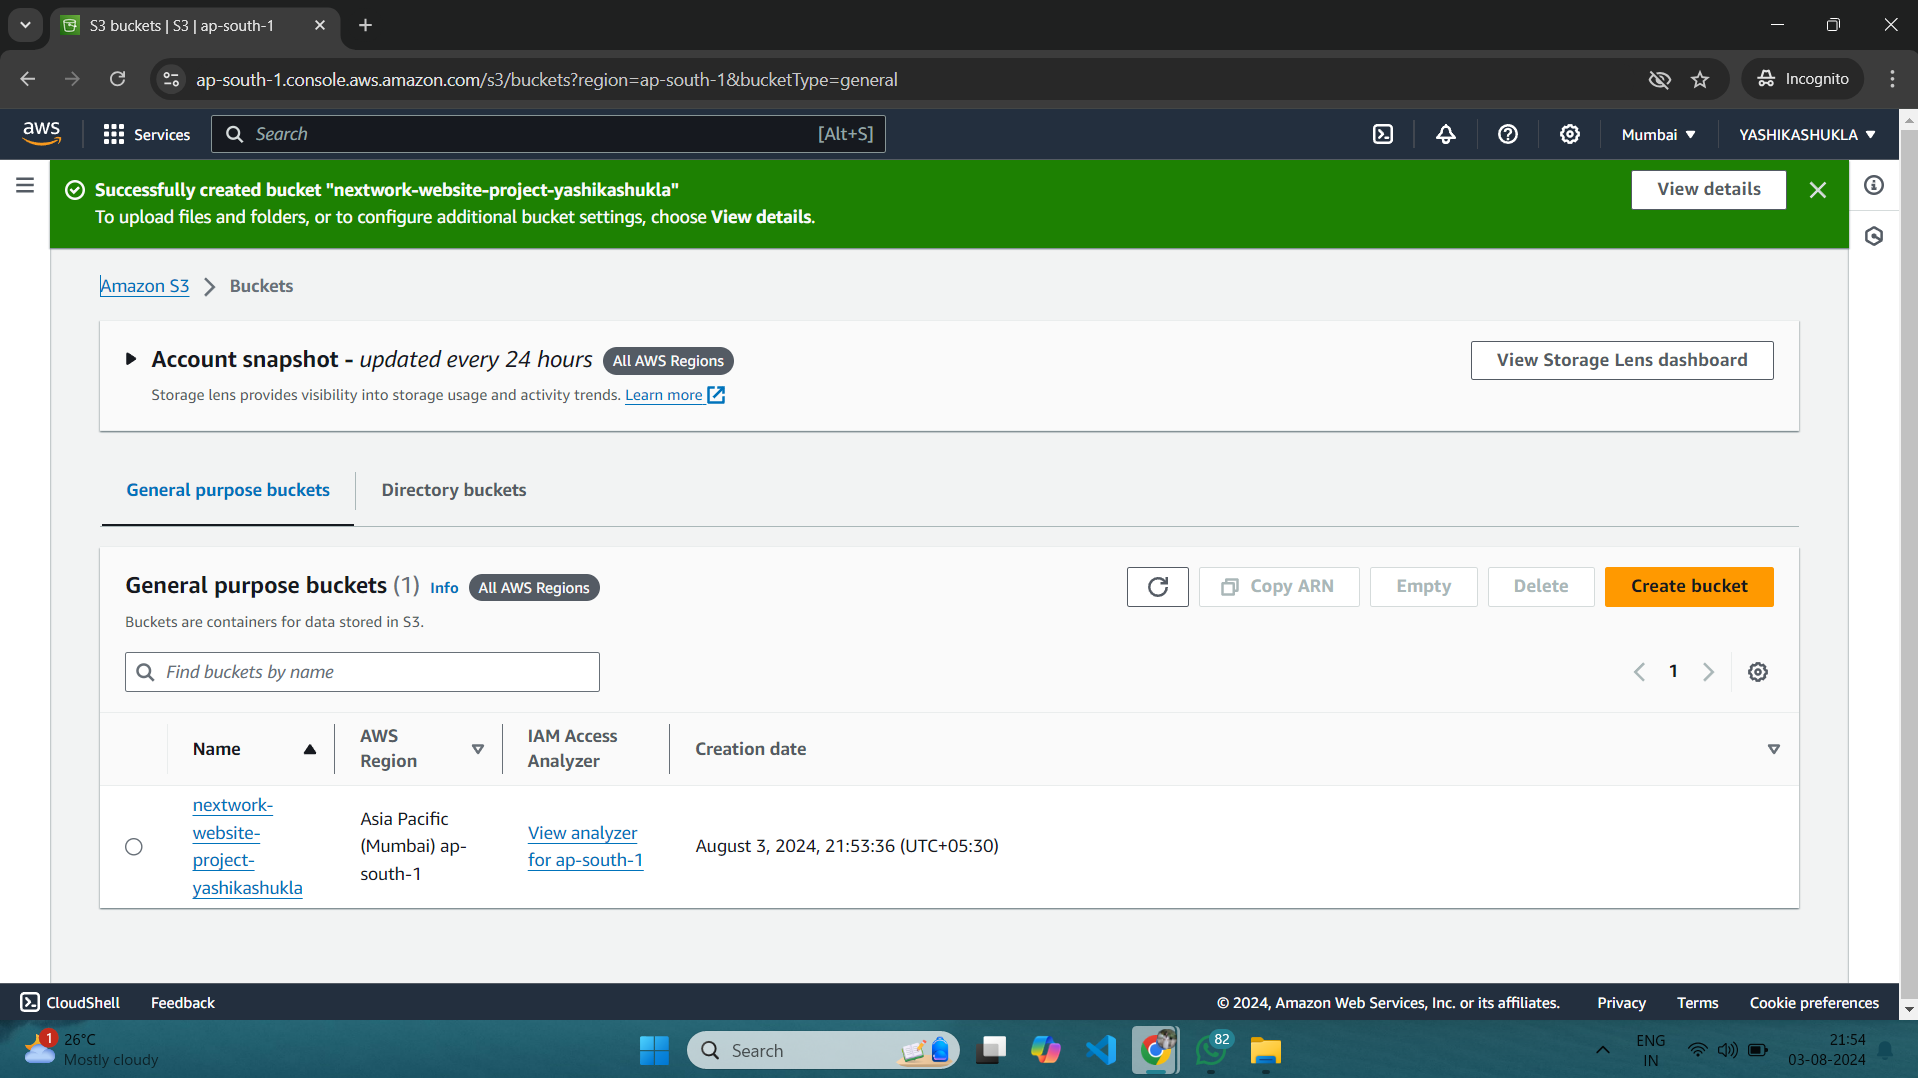 S3 buckets | S3 | ap-south-1
ap-south-1.console.aws.amazon.com/s3/buckets?region=ap-south-1&bucketType=general
Incognito
aws
Services
Search
[Alt+S]
Mumbai
YASHIKASHUKLA
Successfully created bucket "nextwork-website-project-yashikashukla"
To upload files and folders, or to configure additional bucket settings, choose View details.
View details
Amazon S3
Buckets
Account snapshot - updated every 24 hours
All AWS Regions
Storage lens provides visibility into storage usage and activity trends. Learn more
View Storage Lens dashboard
General purpose buckets
Directory buckets
General purpose buckets (1)
Info
All AWS Regions
Buckets are containers for data stored in S3.
Copy ARN
Empty
Delete
Create bucket
Find buckets by name
1
Name
AWS
Region
IAM Access
Analyzer
Creation date
nextwork-
website-
project-
yashikashukla
Asia Pacific
(Mumbai) ap-
south-1
View analyzer
for ap-south-1
August 3, 2024, 21:53:36 (UTC+05:30)
CloudShell
Feedback
© 2024, Amazon Web Services, Inc. or its affiliates.
Privacy
Terms
Cookie preferences
1
26°C
Mostly cloudy
Search
82
ENG
IN
21:54
03-08-2024